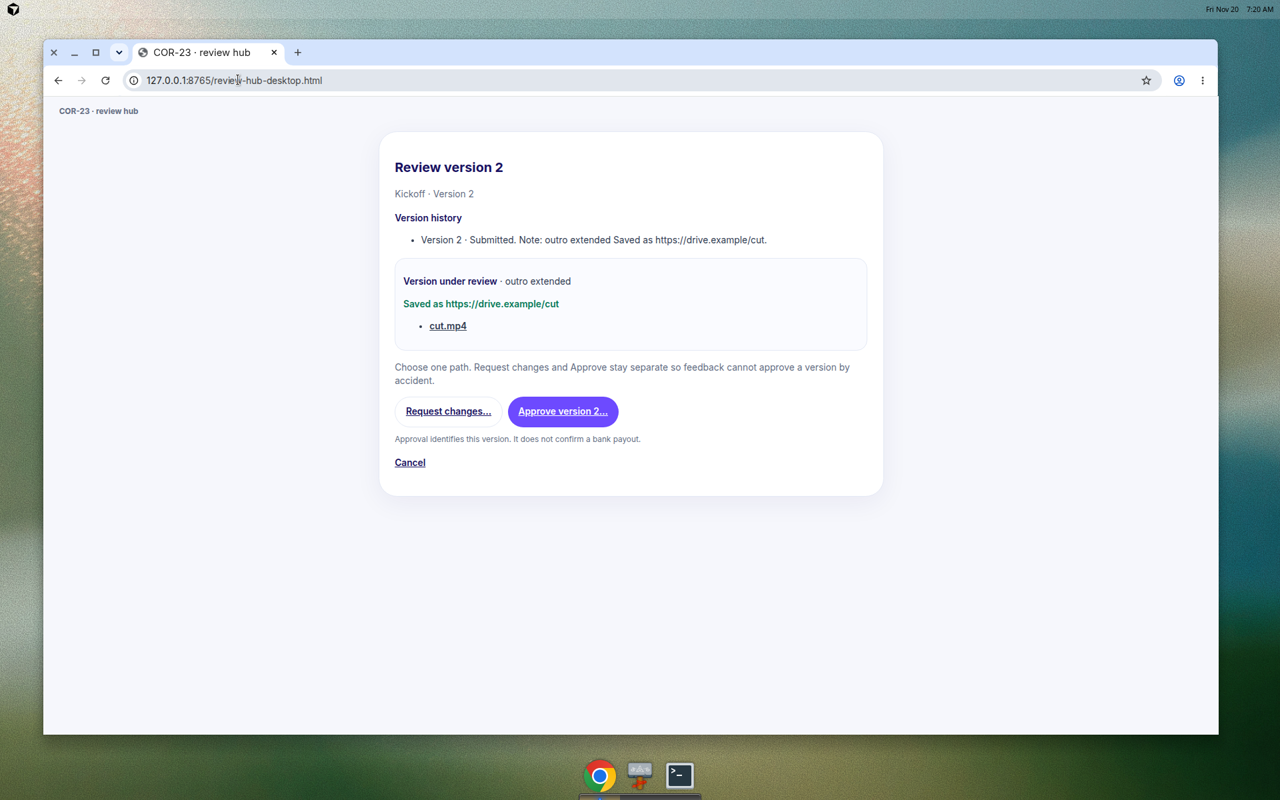 Fri Nov 20 7:20 AM
COR-23 · review hub
127.0.0.1:8765/review-hub-desktop.html
COR-23 · review hub
Review version 2
Kickoff · Version 2
Version history
• Version 2 · Submitted. Note: outro extended Saved as https://drive.example/cut.
Version under review · outro extended
Saved as https://drive.example/cut
• cut.mp4
Choose one path. Request changes and Approve stay separate so feedback cannot approve a version by
accident.
Request changes... Approve version 2...
Approval identifies this version. It does not confirm a bank payout.
Cancel